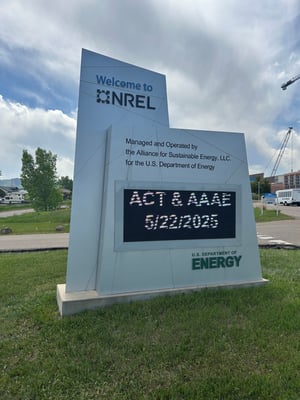 Welcome to
NREL
Managed and Operated by
the Alliance for Sustainable Energy, LLC.
for the U.S. Department of Energy
ACT & AAAE
5/22/2025
U.S. DEPARTMENT OF
ENERGY